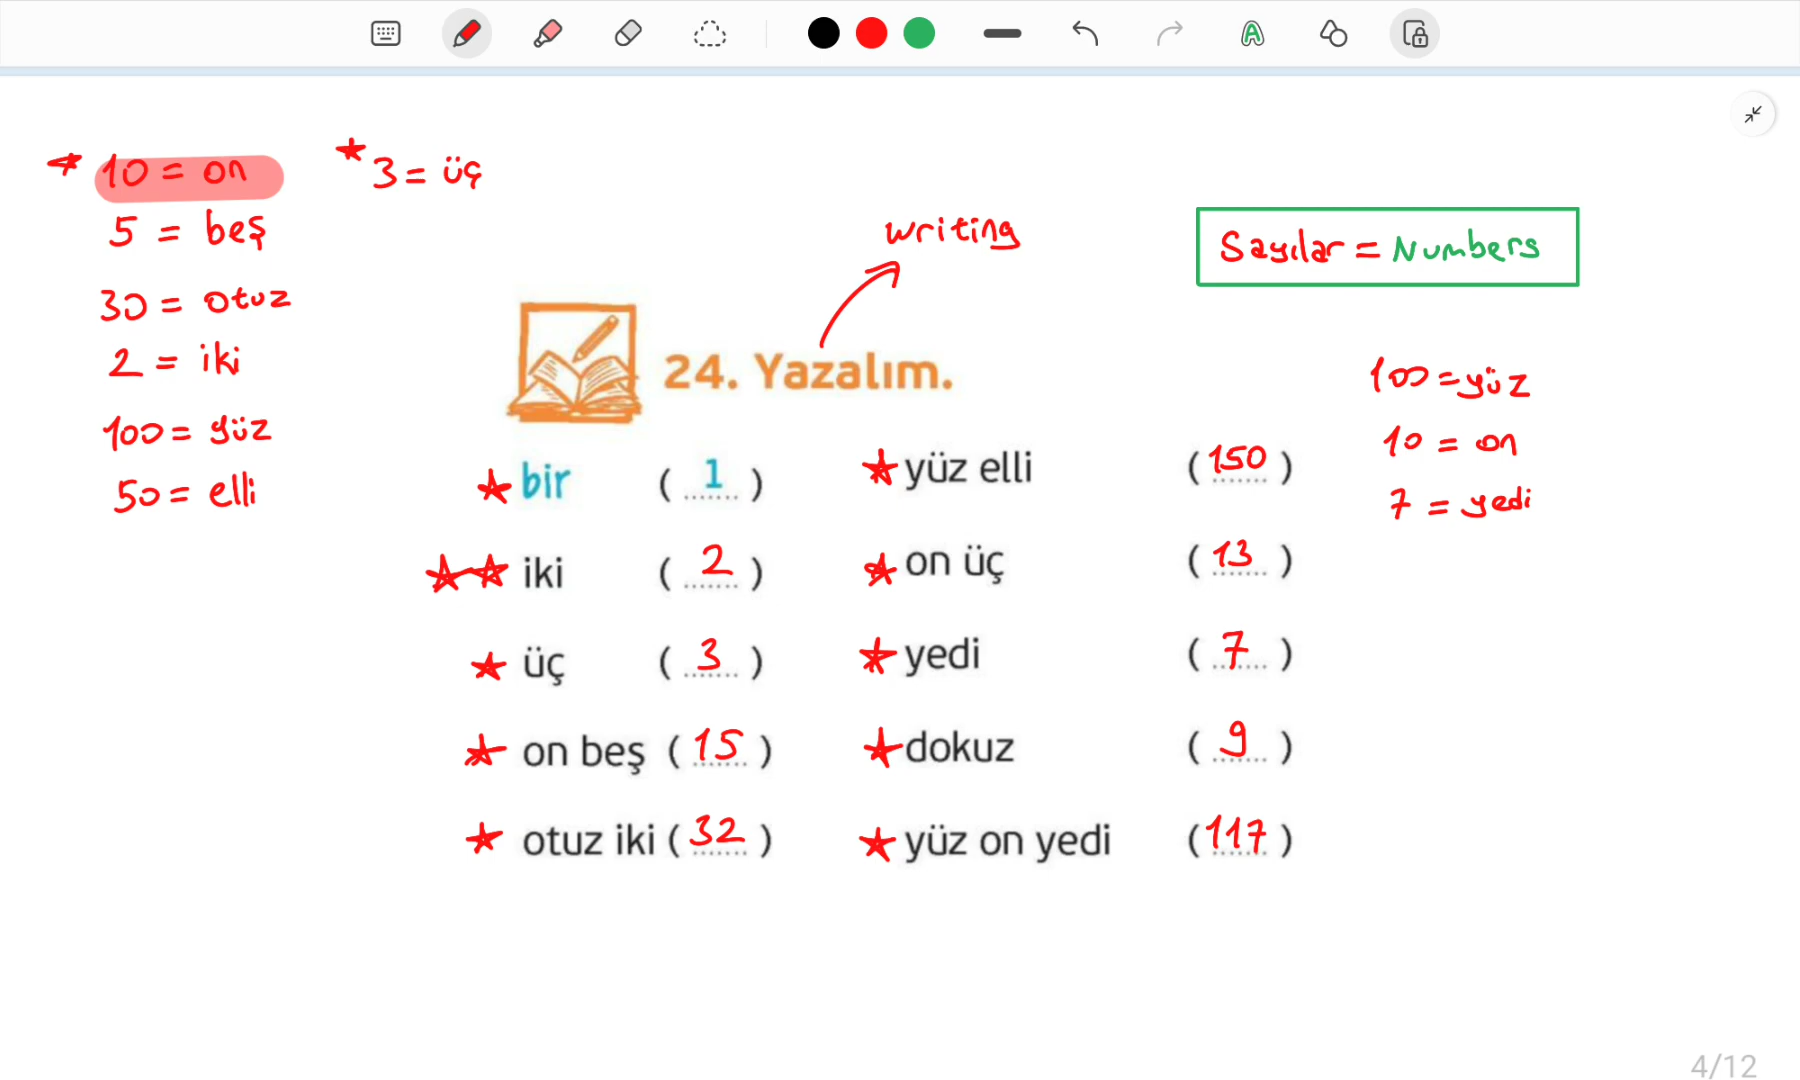 10 = on
3 = üç
5 = beş
30 = otuz
2 = iki
100 = yüz
50 = elli
writing
Sayılar = Numbers
24. Yazalım.
100 = yüz
10 = on
7 = yedi
bir (1)
iki (2)
üç (3)
on beş (15)
otuz iki (32)
yüz elli (150)
on üç (13)
yedi (7)
dokuz (9)
yüz on yedi (117)
4/12